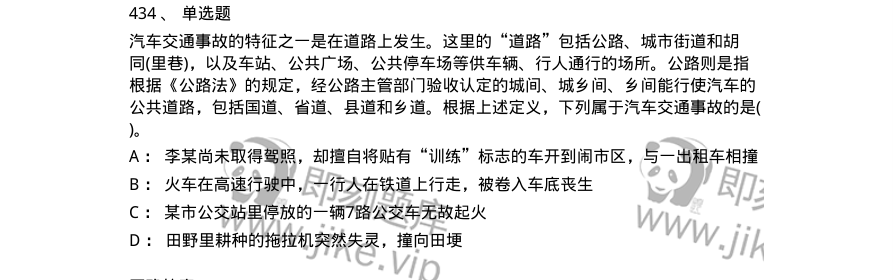 434 、 单选题
汽车交通事故的特征之一是在道路上发生。这里的“道路”包括公路、城市街道和胡
同(里巷)，以及车站、公共广场、公共停车场等供车辆、行人通行的场所。公路则是指
根据《公路法》的规定，经公路主管部门验收认定的城间、城乡间、乡间能行使汽车的
公共道路，包括国道、省道、县道和乡道。根据上述定义，下列属于汽车交通事故的是(
)。
A ： 李某尚未取得驾照，却擅自将贴有“训练”标志的车开到闹市区，与一出租车相撞
B ： 火车在高速行驶中，一行人在铁道上行走，被卷入车底丧生
C ： 某市公交站里停放的一辆7路公交车无故起火
D ： 田野里耕种的拖拉机突然失灵，撞向田埂
即刻题库
www.jike.vip
即刻
www.jik